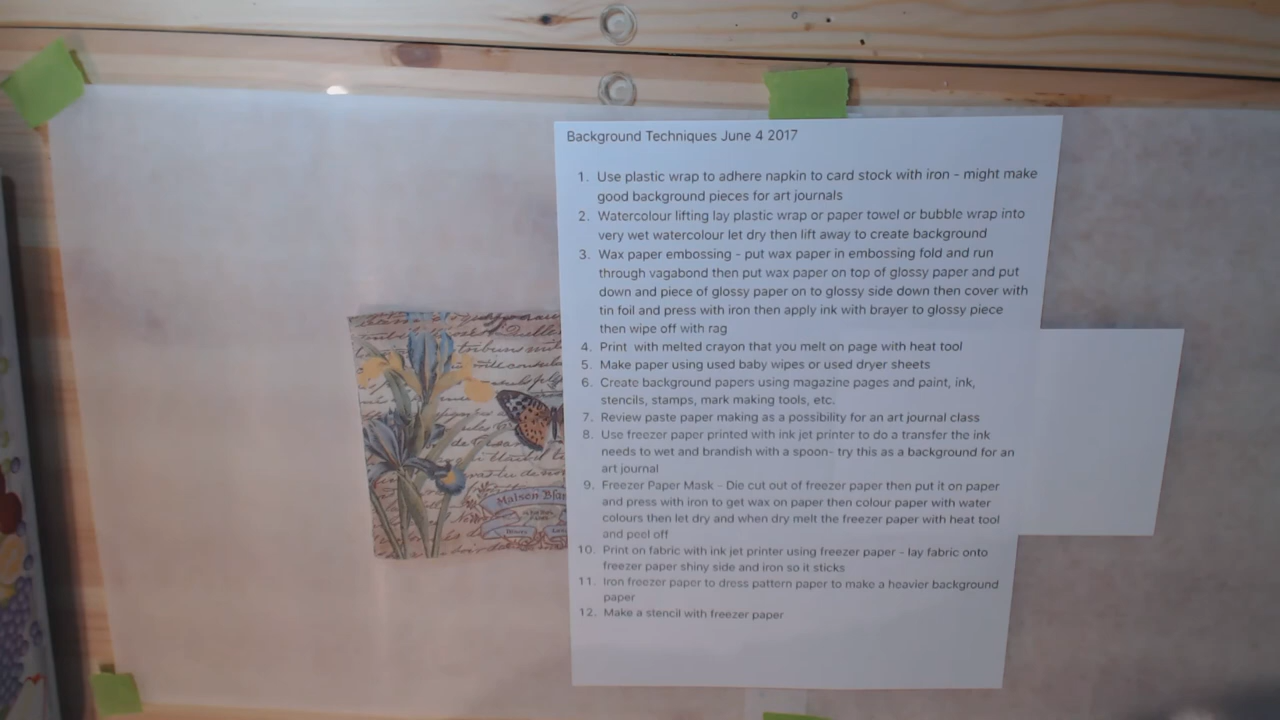 Background Techniques June 4 2017
1. Use plastic wrap to adhere napkin to card stock with iron - might make
good background pieces for art journals
2. Watercolour lifting lay plastic wrap or paper towel or bubble wrap into
very wet watercolour let dry then lift away to create background
3. Wax paper embossing - put wax paper in embossing fold and run
through vagabond then put wax paper on top of glossy paper and put
down and piece of glossy paper on to glossy side down then cover with
tin foil and press with iron then apply ink with brayer to glossy piece
then wipe off with rag
4. Print with melted crayon that you melt on page with heat tool
5. Make paper using used baby wipes or used dryer sheets
6. Create background papers using magazine pages and paint, ink,
stencils, stamps, mark making tools, etc.
7. Review paste paper making as a possibility for an art journal class
8. Use freezer paper printed with ink jet printer to do a transfer the ink
needs to wet and brandish with a spoon- try this as a background for an
art journal
9. Freezer Paper Mask - Die cut out of freezer paper then put it on paper
and press with iron to get wax on paper then colour paper with water
colours then let dry and when dry melt the freezer paper with heat tool
and peel off
10. Print on fabric with ink jet printer using freezer paper - lay fabric onto
freezer paper shiny side and iron so it sticks
11. Iron freezer paper to dress pattern paper to make a heavier background
paper
12. Make a stencil with freezer paper
Maison Bla